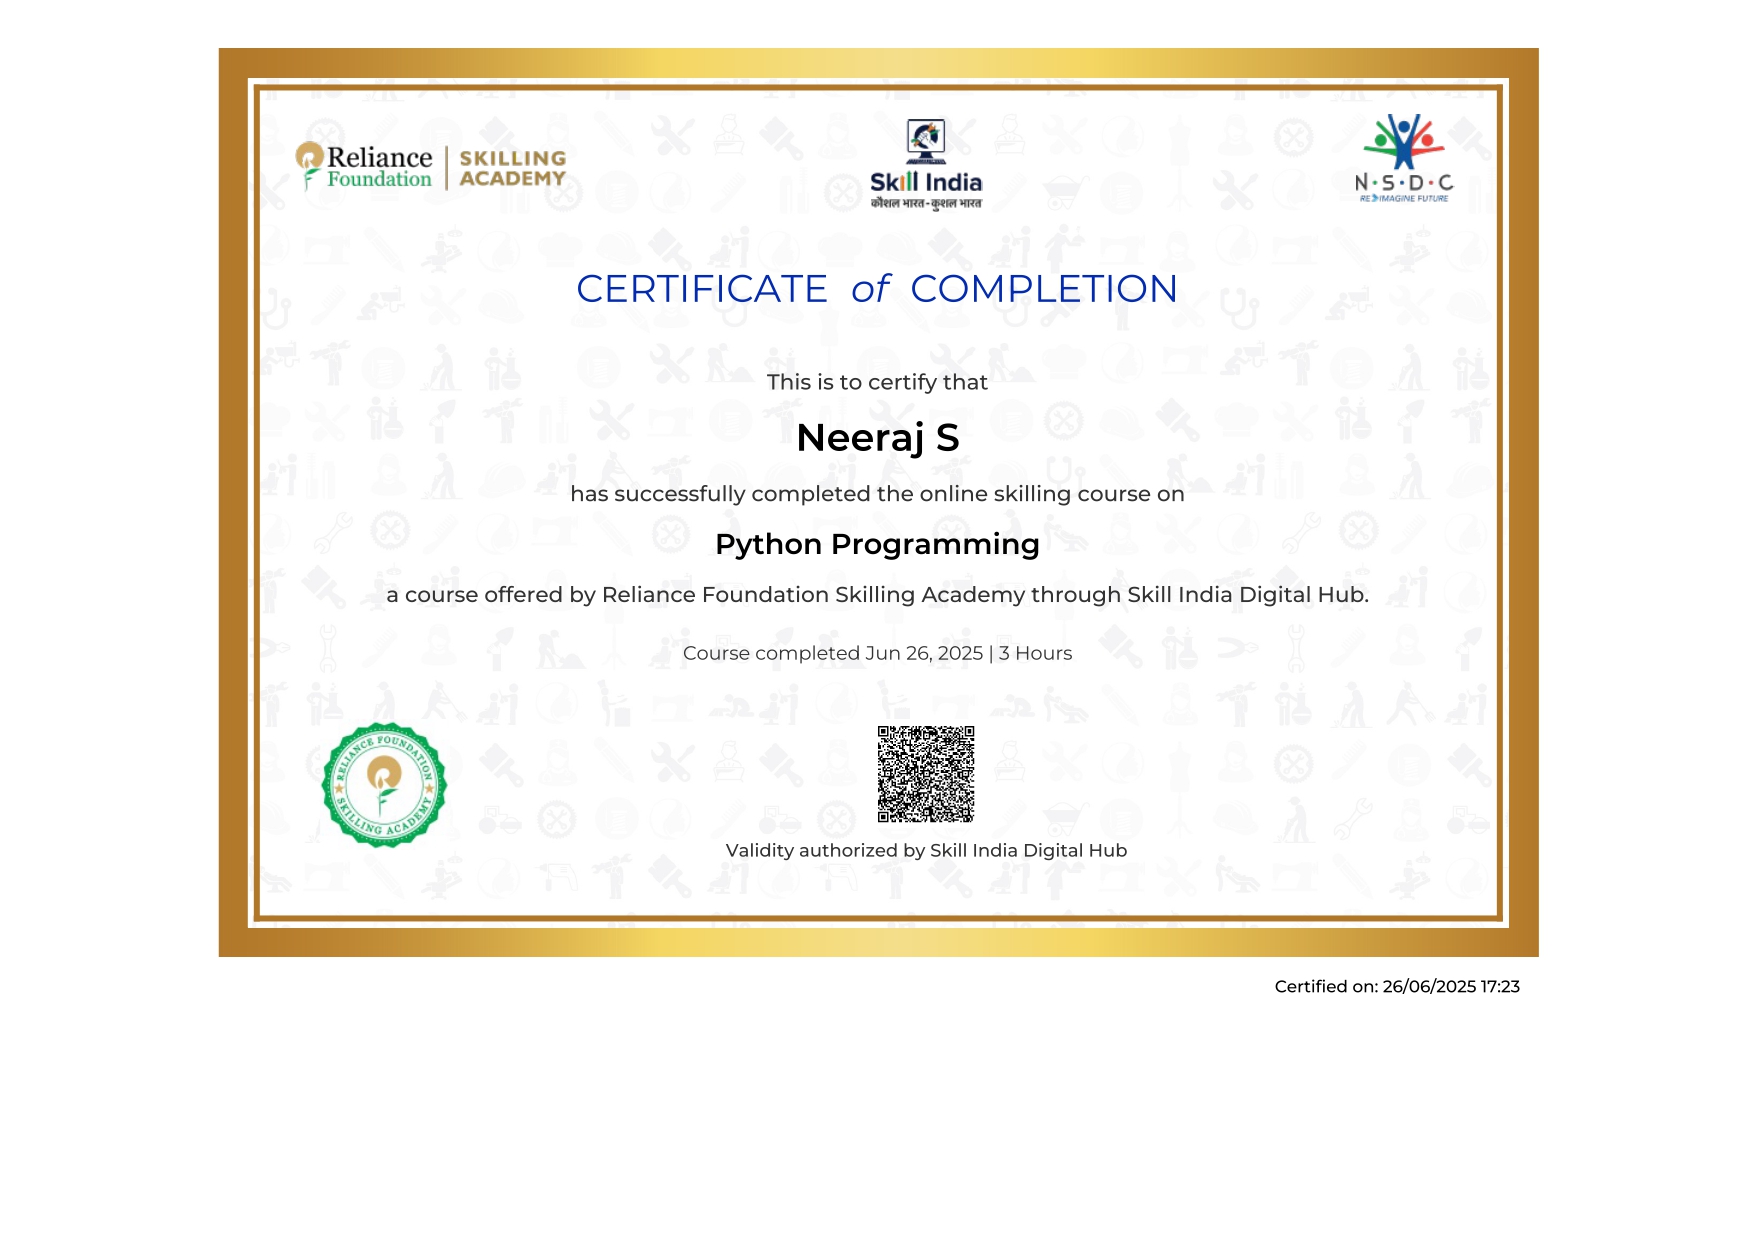 Reliance
Foundation
SKILLING
ACADEMY
Skill India
कौशल भारत-कुशल भारत
N·S·D·C
RE IMAGINE FUTURE
CERTIFICATE of COMPLETION
This is to certify that
Neeraj S
has successfully completed the online skilling course on
Python Programming
a course offered by Reliance Foundation Skilling Academy through Skill India Digital Hub.
Course completed Jun 26, 2025 | 3 Hours
RELIANCE FOUNDATION
SKILLING ACADEMY
Validity authorized by Skill India Digital Hub
Certified on: 26/06/2025 17:23